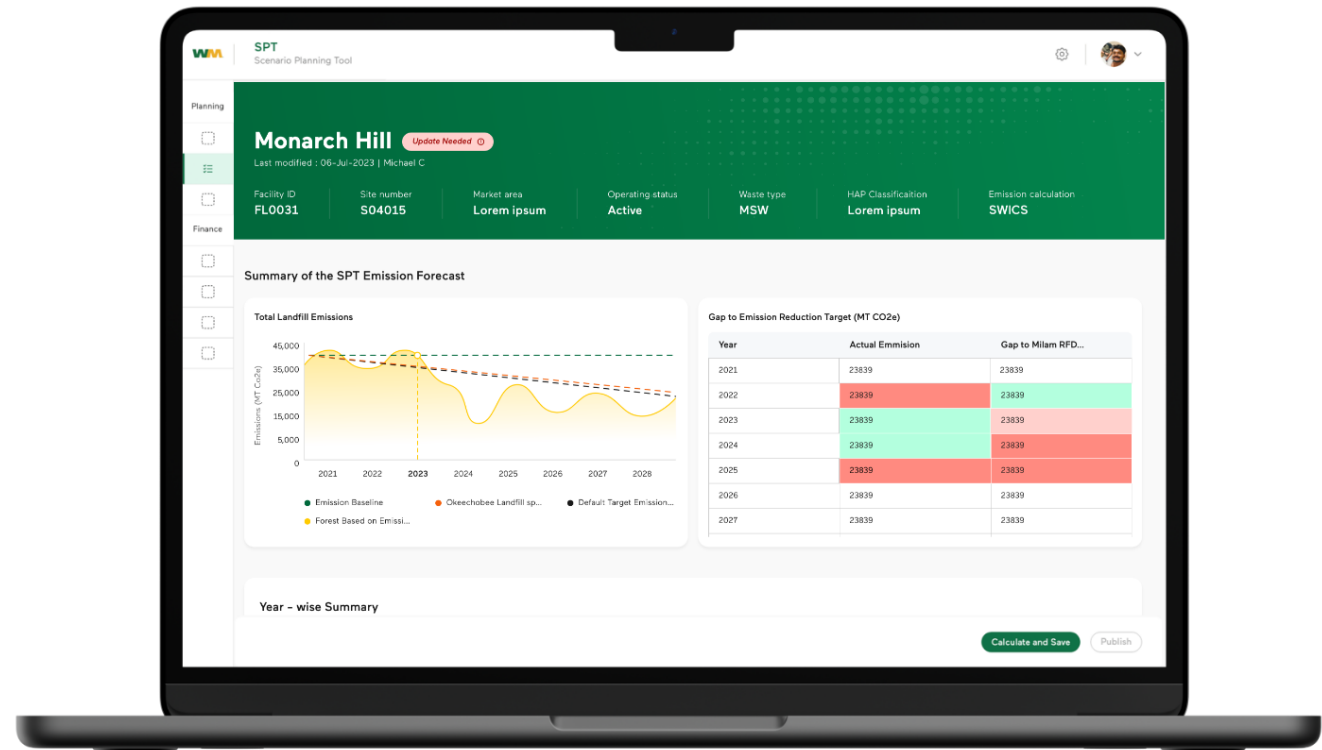 WM
SPT
Scenario Planning Tool
Planning
Finance
Monarch Hill
Update Needed
Last modified : 06-Jul-2023 | Michael C
Facility ID
FL0031
Site number
S04015
Market area
Lorem ipsum
Operating status
Active
Waste type
MSW
HAP Classificaition
Lorem ipsum
Emission calculation
SWICS
Summary of the SPT Emission Forecast
Total Landfill Emissions
Emissions (MT Co2e)
45,000
35,000
25,000
15,000
5,000
0
2021 2022 2023 2024 2025 2026 2027 2028
Emission Baseline
Okeechobee Landfill sp...
Default Target Emission...
Forest Based on Emissi...
Gap to Emission Reduction Target (MT CO2e)
Year Actual Emmision Gap to Milam RFD...
2021 23839 23839
2022 23839 23839
2023 23839 23839
2024 23839 23839
2025 23839 23839
2026 23839 23839
2027 23839 23839
Year - wise Summary
Calculate and Save
Publish